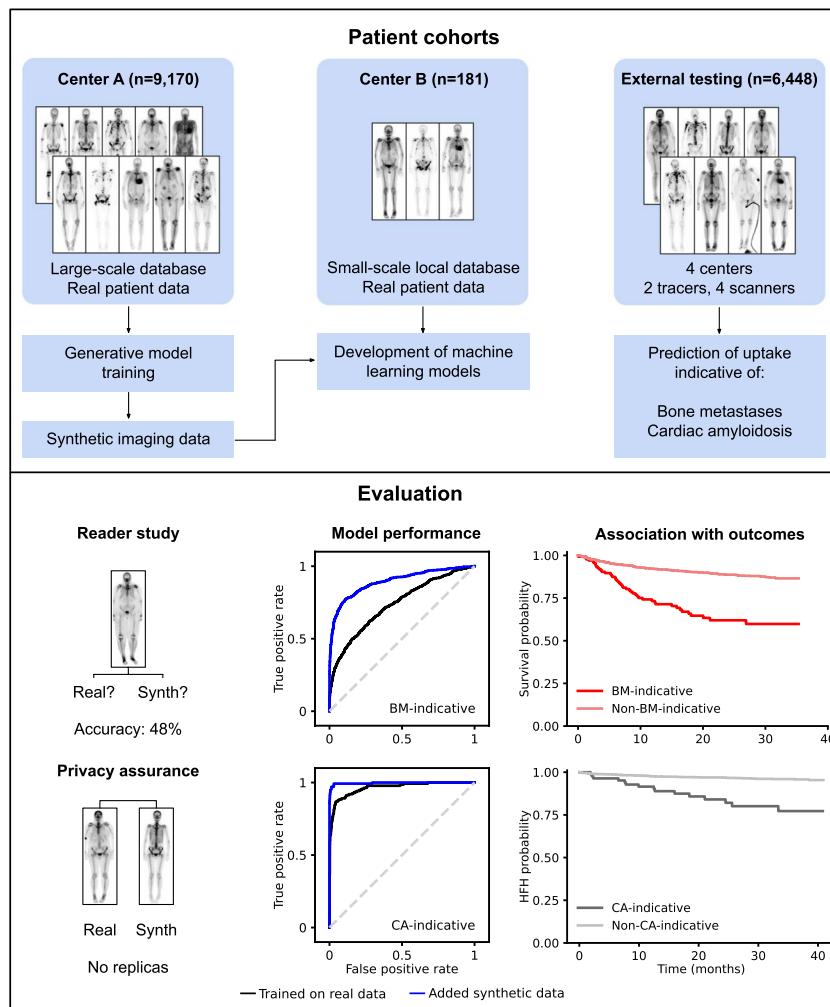 Patient cohorts
Center A (n=9,170)
Large-scale database
Real patient data
Center B (n=181)
Small-scale local database
Real patient data
External testing (n=6,448)
4 centers
2 tracers, 4 scanners
Generative model
training
Synthetic imaging data
Development of machine
learning models
Prediction of uptake
indicative of:
Bone metastases
Cardiac amyloidosis
Evaluation
Reader study
Real? Synth?
Accuracy: 48%
Privacy assurance
Real Synth
No replicas
Model performance
True positive rate
1
0.5
0
0 0.5 1
BM-indicative
True positive rate
1
0.5
0
0 0.5 1
CA-indicative
False positive rate
Association with outcomes
Survival probability
1.00
0.75
0.50
0.25
0.00
0 10 20 30 40
BM-indicative
Non-BM-indicative
HFH probability
1.00
0.75
0.50
0.25
0.00
0 10 20 30 40
CA-indicative
Non-CA-indicative
Time (months)
Trained on real data Added synthetic data